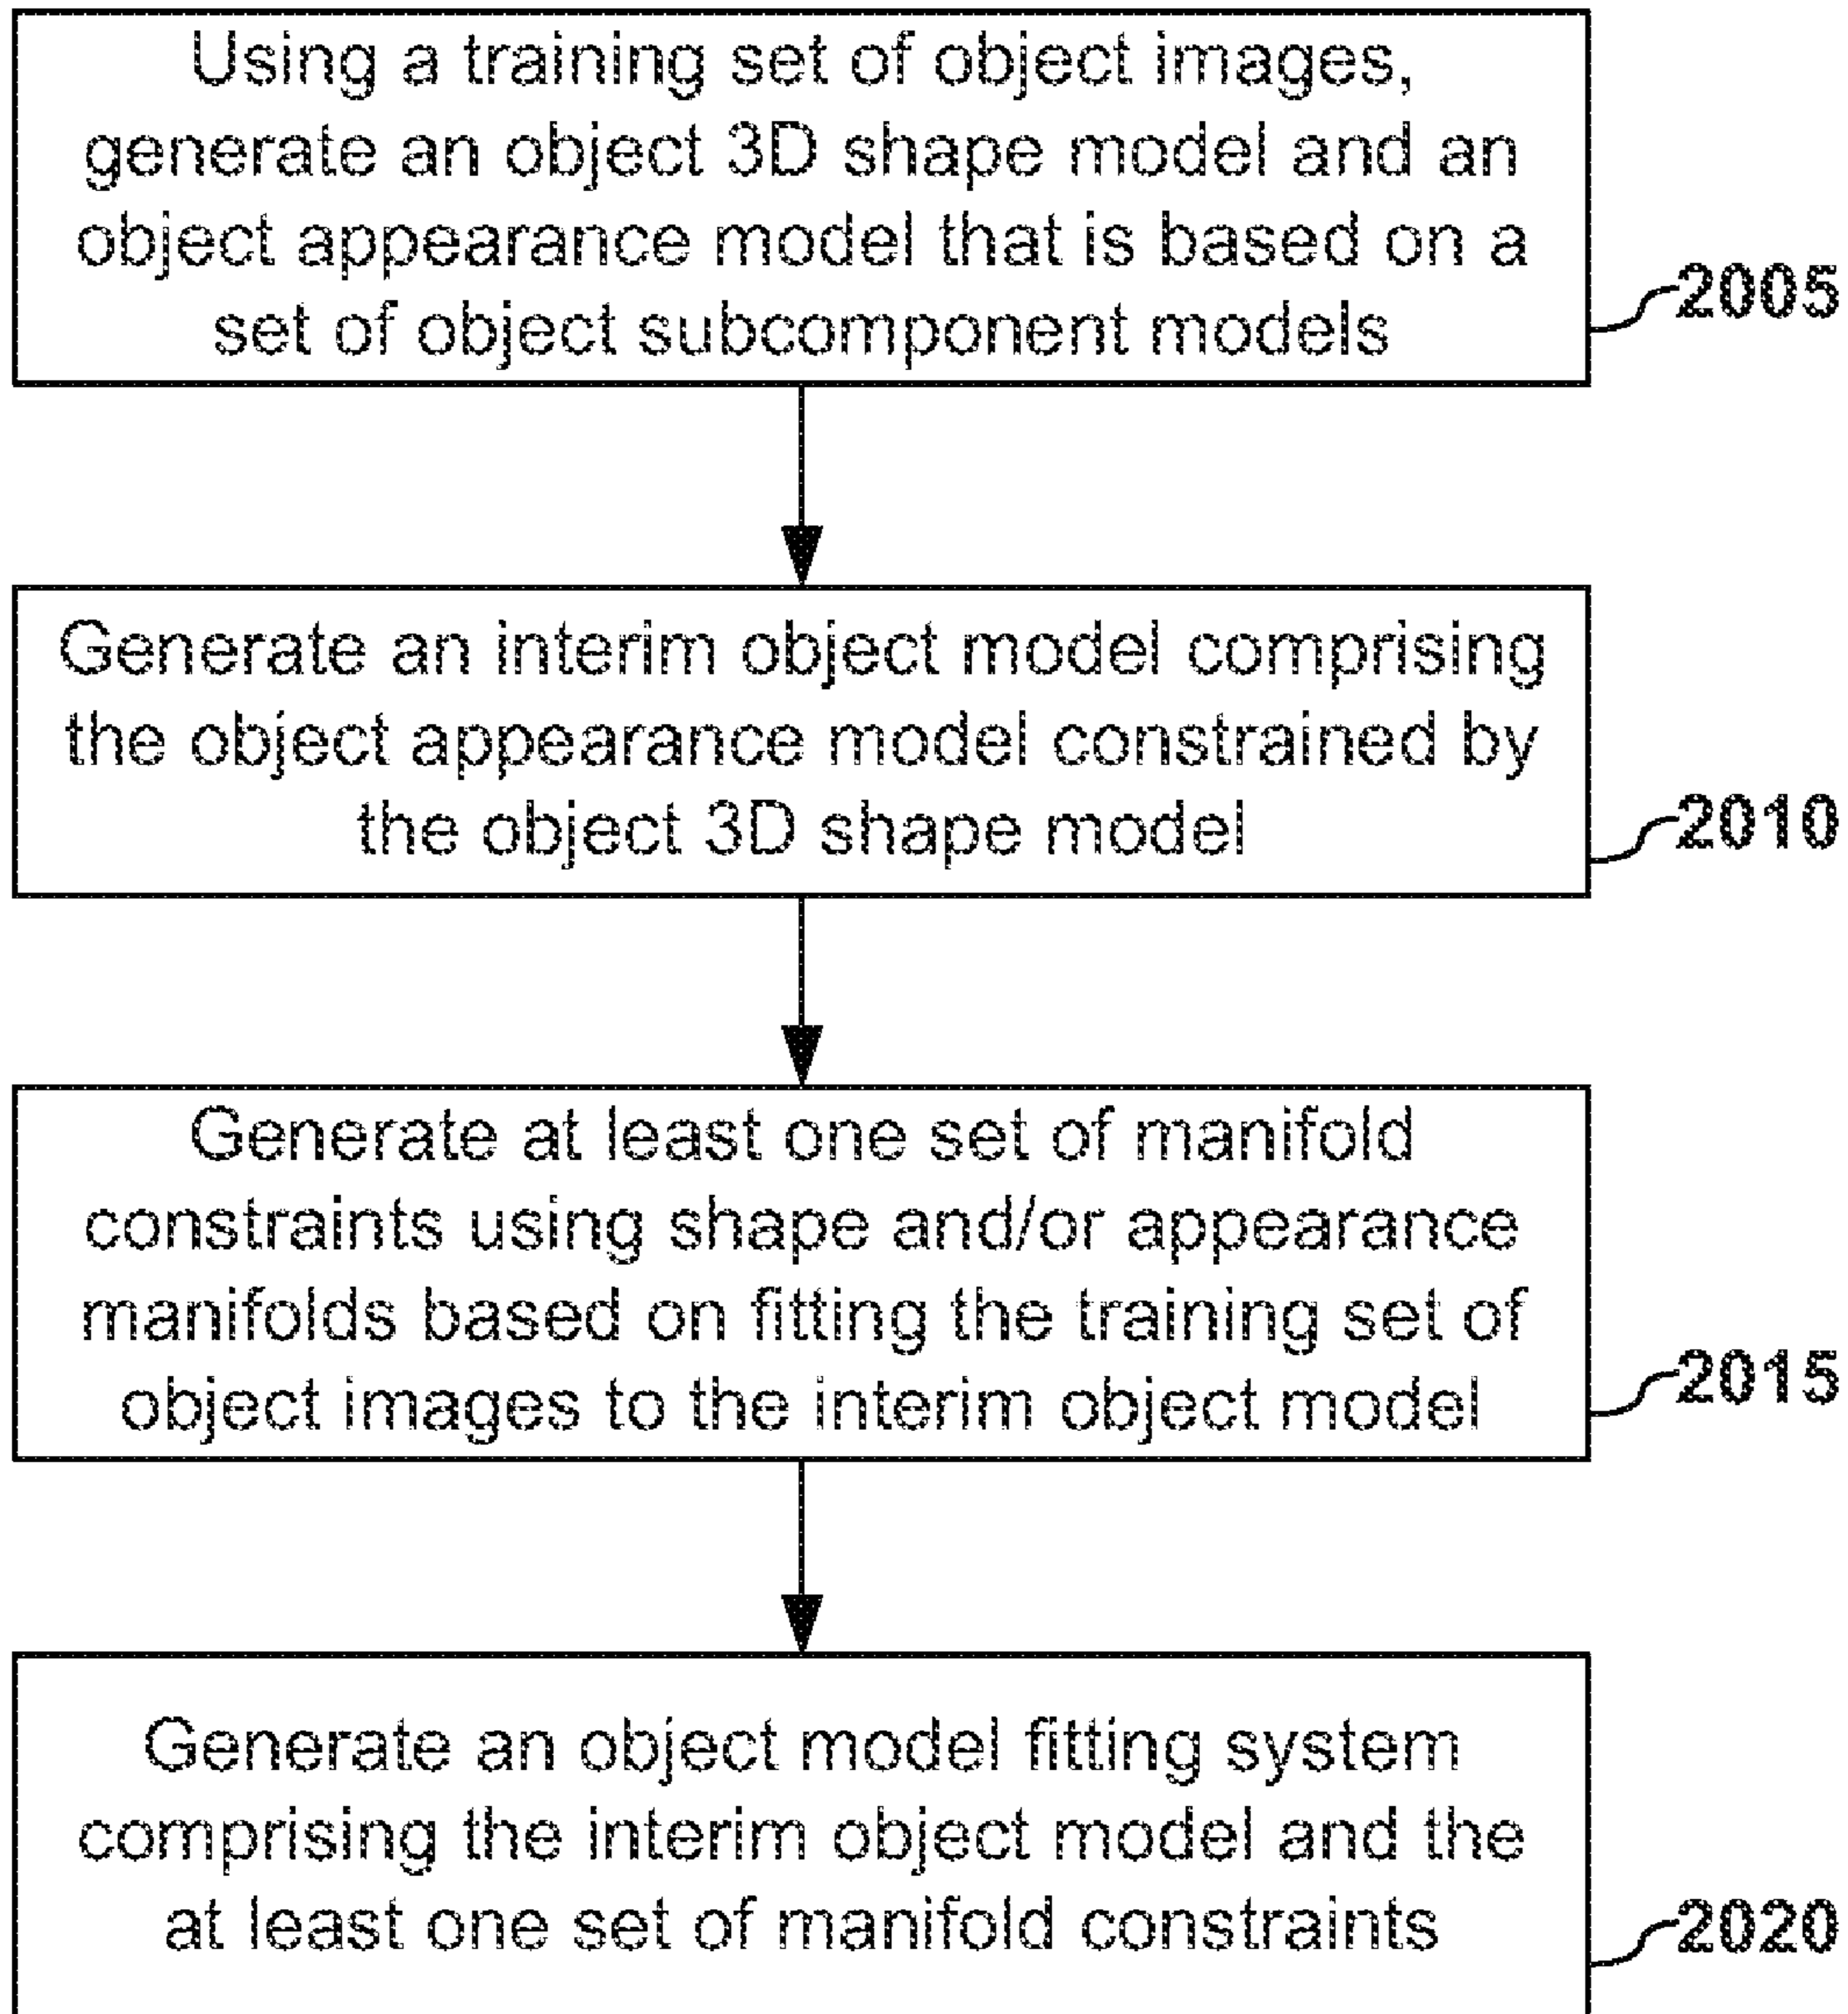 Using a training set of object images,
generate an object 3D shape model and an
object appearance model that is based on a
set of object subcomponent models
2005
Generate an interim object model comprising
the object appearance model constrained by
the object 3D shape model
2010
Generate at least one set of manifold
constraints using shape and/or appearance
manifolds based on fitting the training set of
object images to the interim object model
2015
Generate an object model fitting system
comprising the interim object model and the
at least one set of manifold constraints
2020